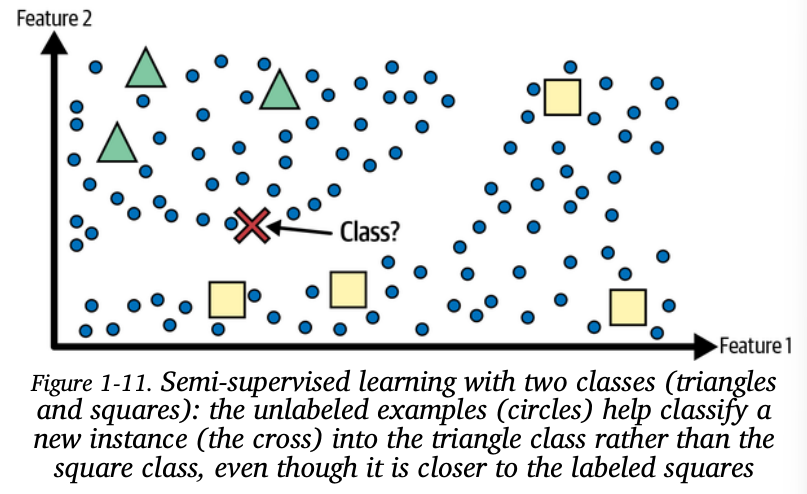 Feature 2
Class?
Feature 1
Figure 1-11. Semi-supervised learning with two classes (triangles
and squares): the unlabeled examples (circles) help classify a
new instance (the cross) into the triangle class rather than the
square class, even though it is closer to the labeled squares